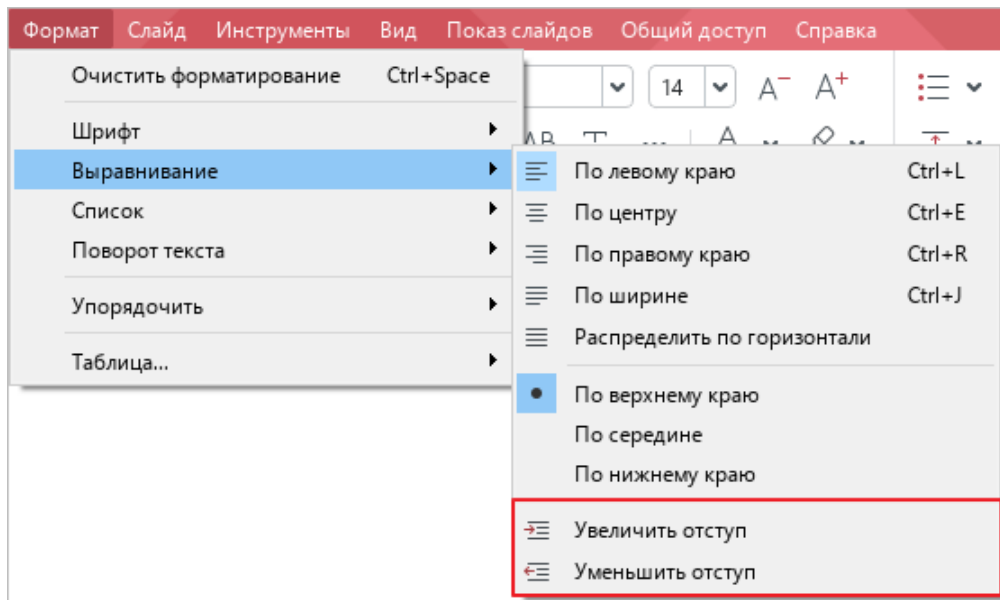 Формат Слайд Инструменты Вид Показ слайдов Общий доступ Справка
Очистить форматирование Ctrl+Space
14 A− A+
Шрифт
Выравнивание
Список
Поворот текста
Упорядочить
Таблица...
По левому краю Ctrl+L
По центру Ctrl+E
По правому краю Ctrl+R
По ширине Ctrl+J
Распределить по горизонтали
По верхнему краю
По середине
По нижнему краю
Увеличить отступ
Уменьшить отступ